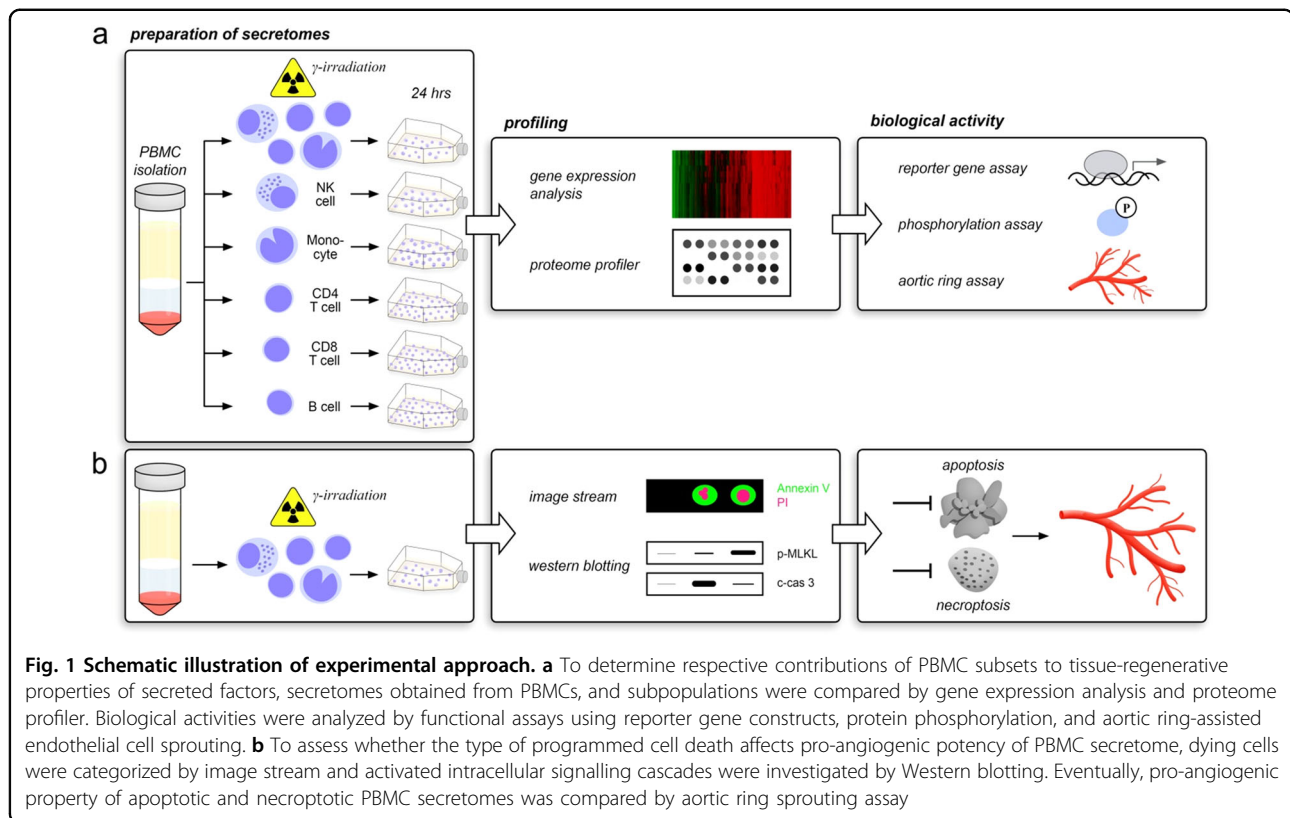 a
preparation of secretomes
γ-irradiation
24 hrs
PBMC
isolation
NK
cell
Mono-
cyte
CD4
T cell
CD8
T cell
B cell
profiling
gene expression
analysis
proteome
profiler
biological activity
reporter gene assay
phosphorylation assay
P
aortic ring assay
b
γ-irradiation
image stream
Annexin V
PI
western blotting
p-MLKL
c-cas 3
apoptosis
necroptosis
Fig. 1 Schematic illustration of experimental approach. a To determine respective contributions of PBMC subsets to tissue-regenerative
properties of secreted factors, secretomes obtained from PBMCs, and subpopulations were compared by gene expression analysis and proteome
profiler. Biological activities were analyzed by functional assays using reporter gene constructs, protein phosphorylation, and aortic ring-assisted
endothelial cell sprouting. b To assess whether the type of programmed cell death affects pro-angiogenic potency of PBMC secretome, dying cells
were categorized by image stream and activated intracellular signalling cascades were investigated by Western blotting. Eventually, pro-angiogenic
property of apoptotic and necroptotic PBMC secretomes was compared by aortic ring sprouting assay